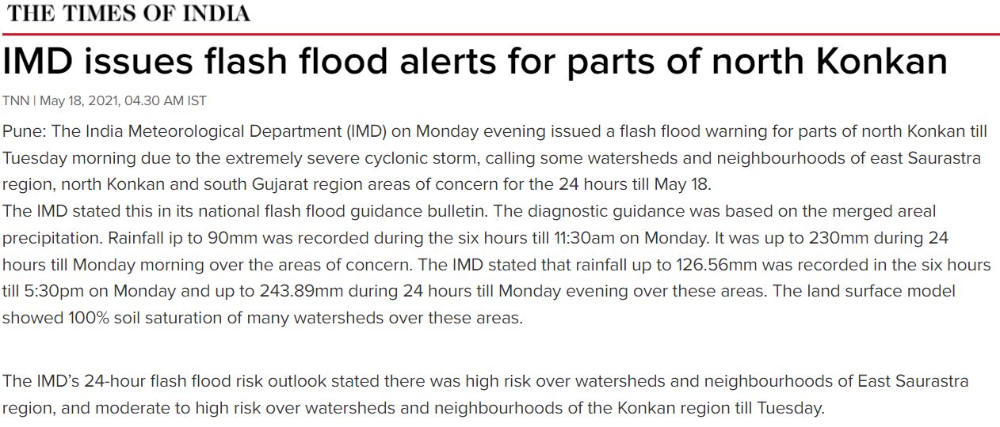 THE TIMES OF INDIA
IMD issues flash flood alerts for parts of north Konkan
TNN | May 18, 2021, 04.30 AM IST
Pune: The India Meteorological Department (IMD) on Monday evening issued a flash flood warning for parts of north Konkan till
Tuesday morning due to the extremely severe cyclonic storm, calling some watersheds and neighbourhoods of east Saurastra
region, north Konkan and south Gujarat region areas of concern for the 24 hours till May 18.
The IMD stated this in its national flash flood guidance bulletin. The diagnostic guidance was based on the merged areal
precipitation. Rainfall ip to 90mm was recorded during the six hours till 11:30am on Monday. It was up to 230mm during 24
hours till Monday morning over the areas of concern. The IMD stated that rainfall up to 126.56mm was recorded in the six hours
till 5:30pm on Monday and up to 243.89mm during 24 hours till Monday evening over these areas. The land surface model
showed 100% soil saturation of many watersheds over these areas.
The IMD’s 24-hour flash flood risk outlook stated there was high risk over watersheds and neighbourhoods of East Saurastra
region, and moderate to high risk over watersheds and neighbourhoods of the Konkan region till Tuesday.